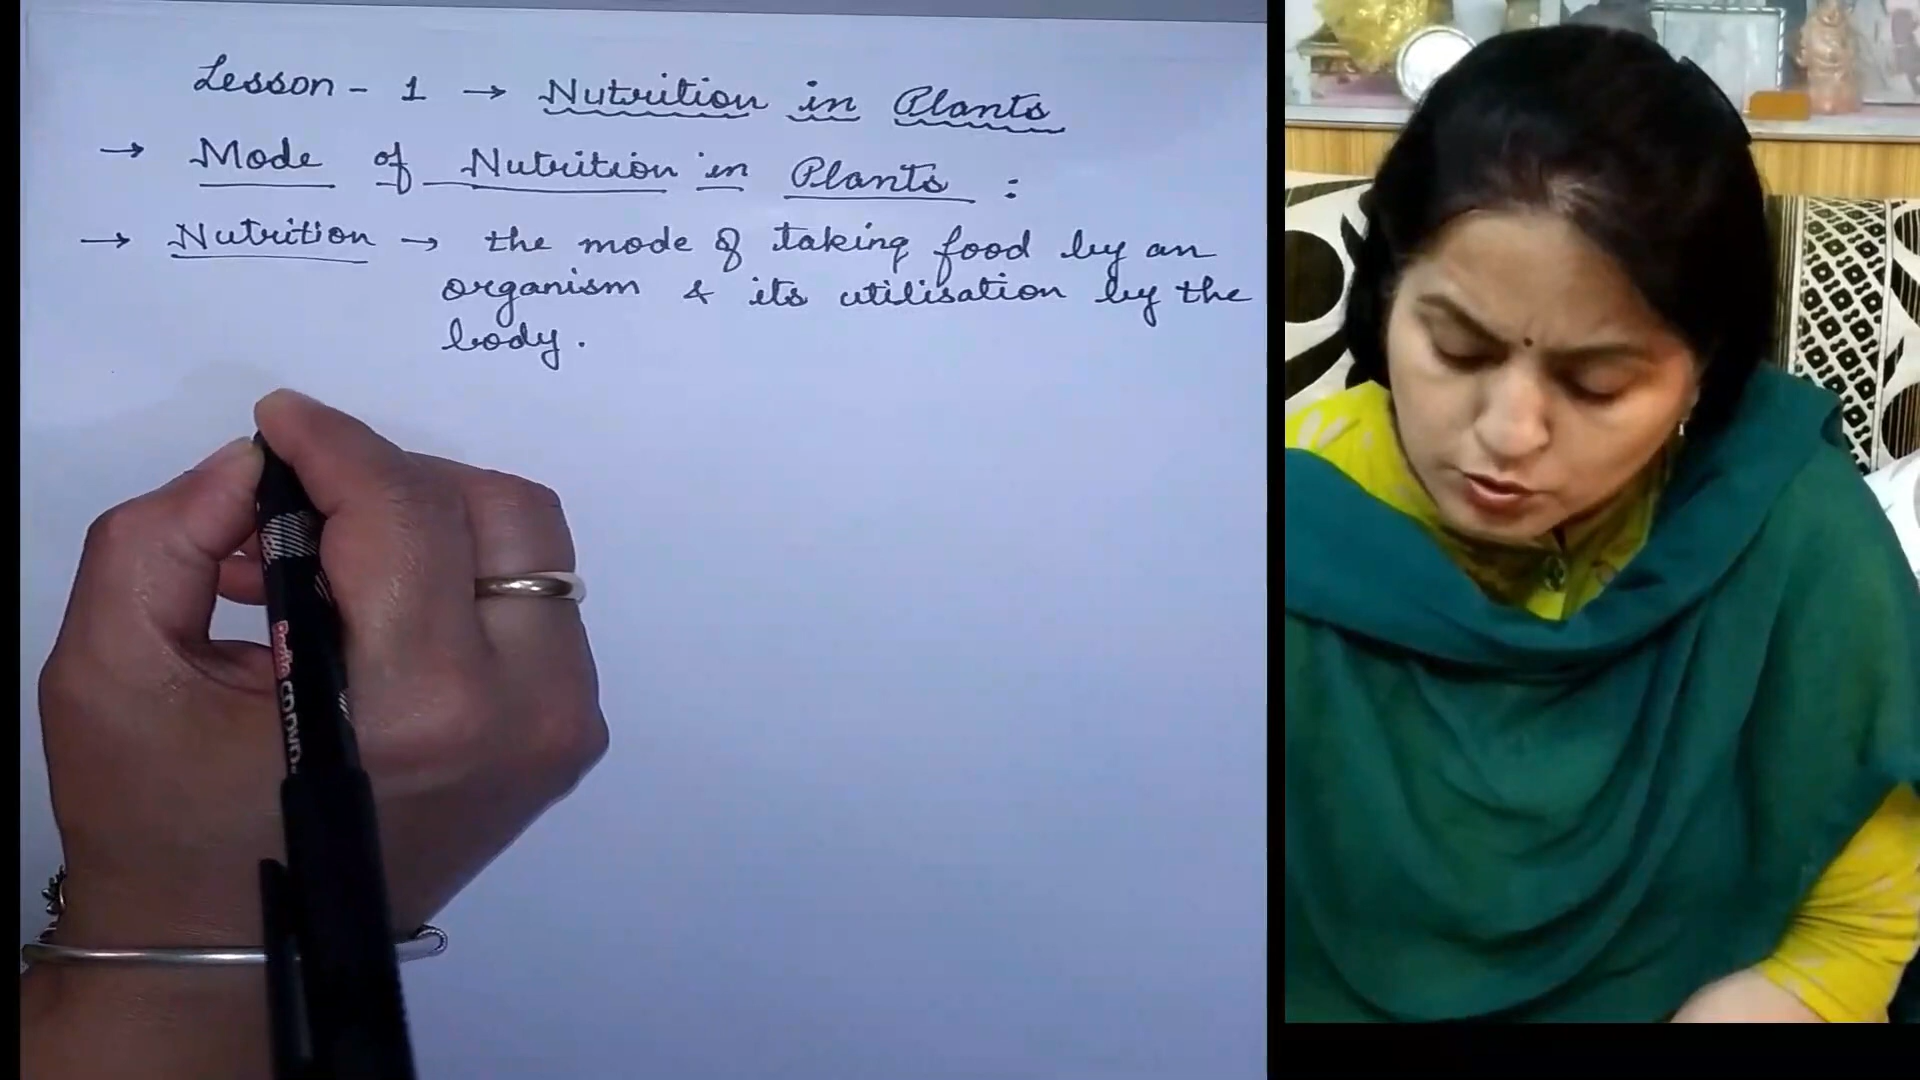 Lesson - 1 → Nutrition in Plants
→ Mode of Nutrition in Plants :
→ Nutrition → the mode of taking food by an
organism & its utilisation by the
body.